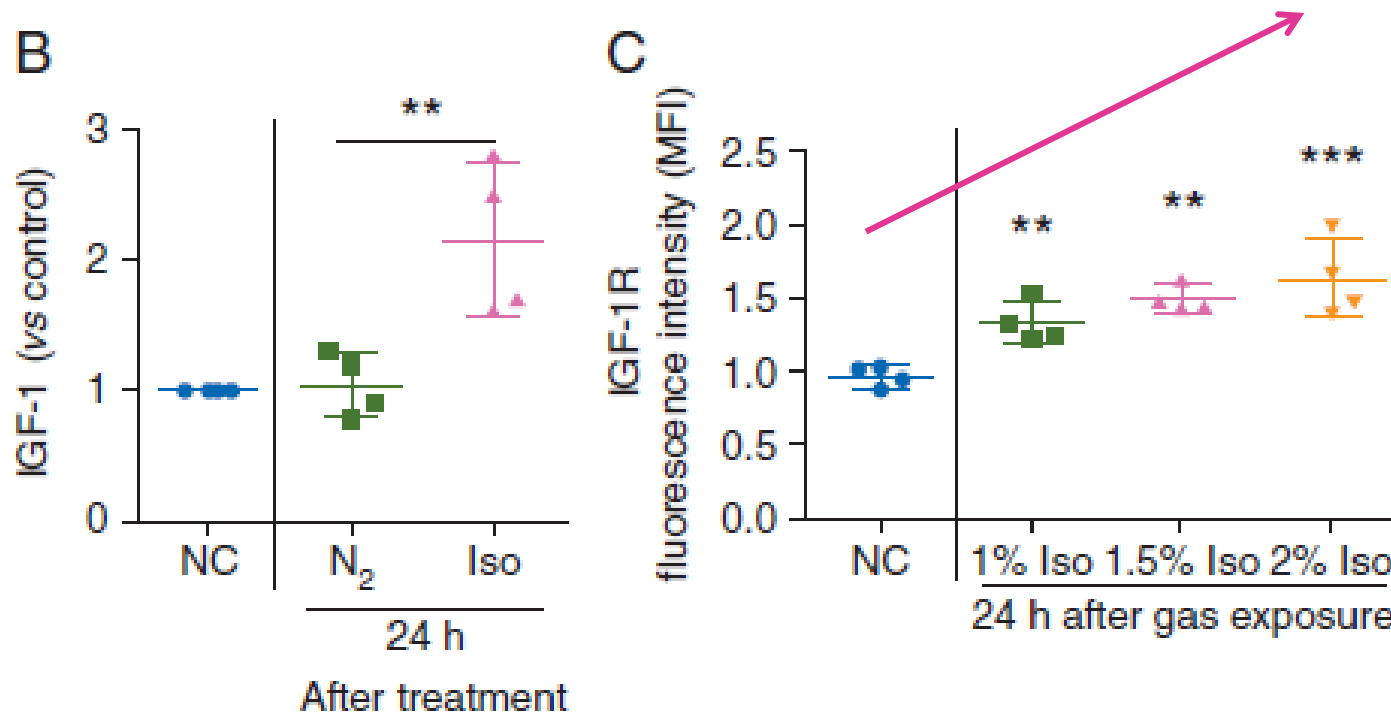 B
IGF-1 (vs control)
3
2
1
0
**
NC
N2
Iso
24 h
After treatment
C
IGF-1R
fluorescence intensity (MFI)
2.5
2.0
1.5
1.0
0.5
0.0
**
**
***
NC
1% Iso 1.5% Iso 2% Iso
24 h after gas exposure